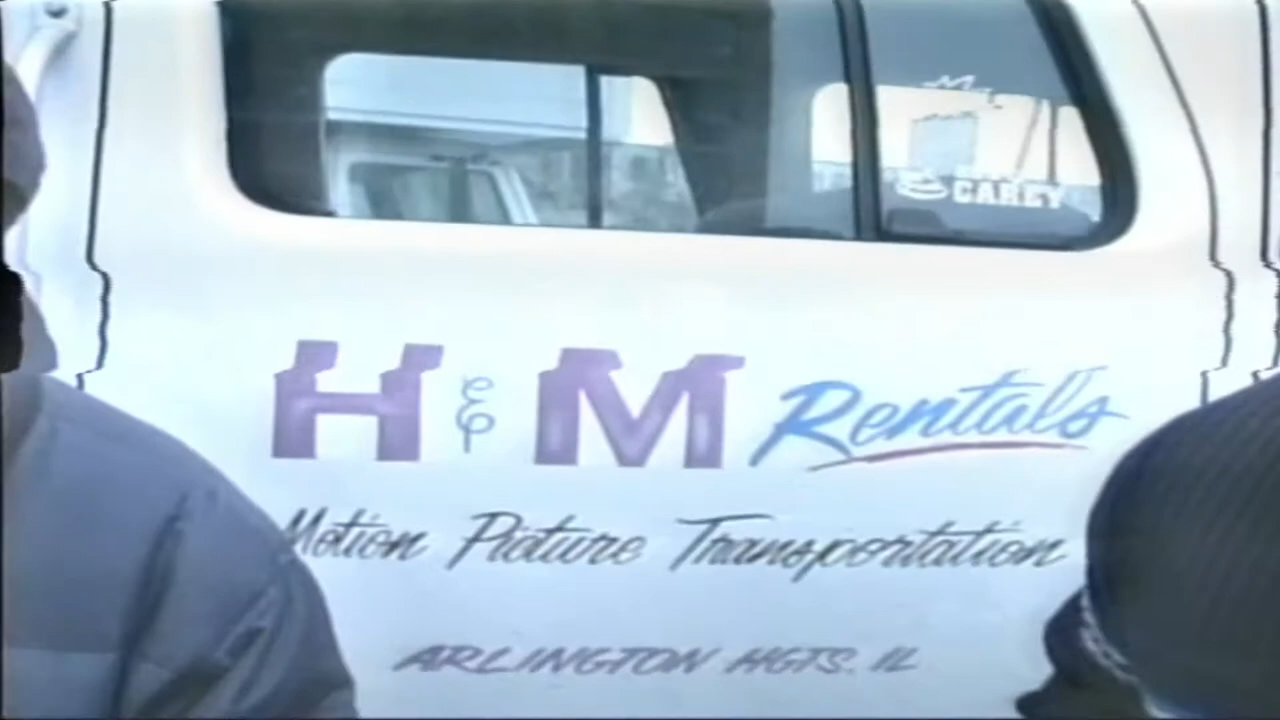 CAREY
H & M Rentals
Motion Picture Transportation
ARLINGTON HGTS. IL